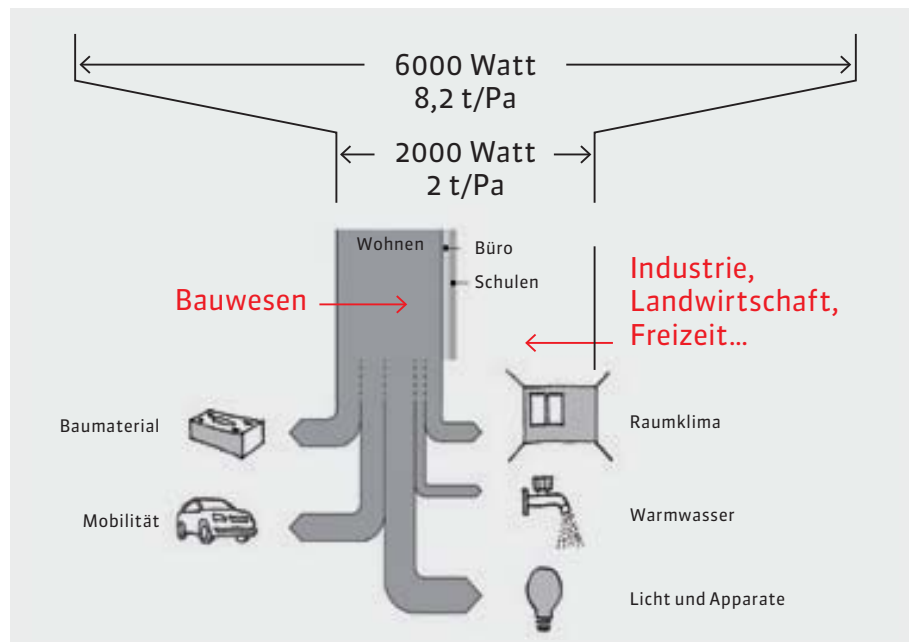 6000 Watt
8,2 t/Pa
2000 Watt
2 t/Pa
Wohnen
Büro
Schulen
Bauwesen
Industrie,
Landwirtschaft,
Freizeit...
Baumaterial
Raumklima
Mobilität
Warmwasser
Licht und Apparate